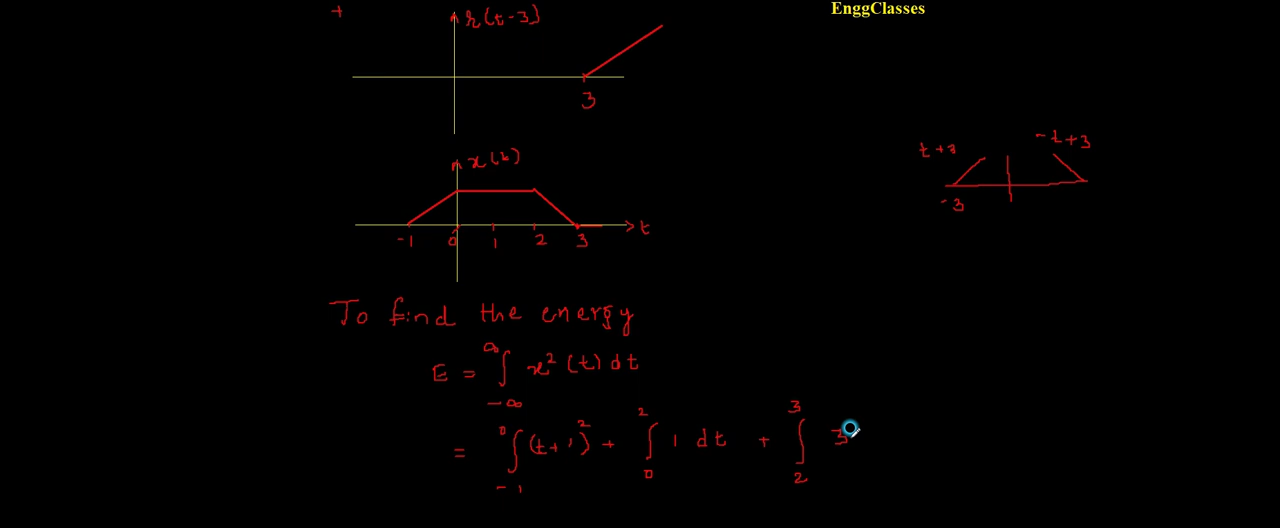 EnggClasses
+
r(t-3)
3
x(t)
t
-1 0 1 2 3
t+3
-t+3
-3
To find the energy
E = ∫_{-∞}^{∞} x²(t) dt
= ∫_{-1}^{0} (t+1)² + ∫_{0}^{2} 1 dt + ∫_{2}^{3} 3